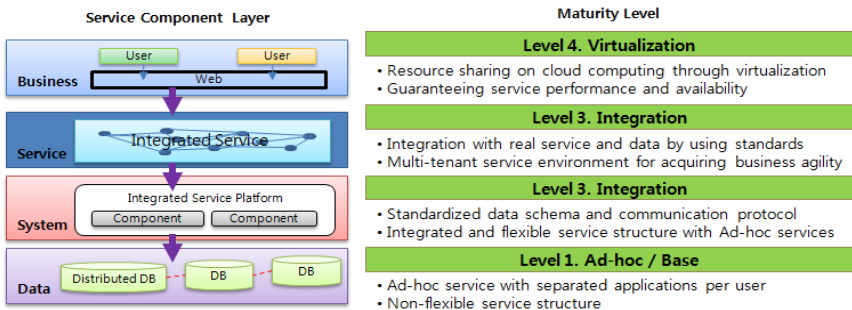 Service Component Layer
User
User
Web
Business
Integrated Service
Service
Integrated Service Platform
Component
Component
System
Distributed DB
DB
DB
Data
Maturity Level
Level 4. Virtualization
• Resource sharing on cloud computing through virtualization
• Guaranteeing service performance and availability
Level 3. Integration
• Integration with real service and data by using standards
• Multi-tenant service environment for acquiring business agility
Level 3. Integration
• Standardized data schema and communication protocol
• Integrated and flexible service structure with Ad-hoc services
Level 1. Ad-hoc / Base
• Ad-hoc service with separated applications per user
• Non-flexible service structure